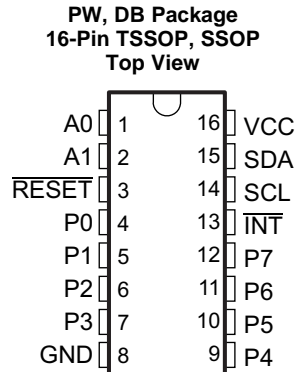 PW, DB Package
16-Pin TSSOP, SSOP
Top View
A0 1 16 VCC
A1 2 15 SDA
RESET 3 14 SCL
P0 4 13 INT
P1 5 12 P7
P2 6 11 P6
P3 7 10 P5
GND 8 9 P4